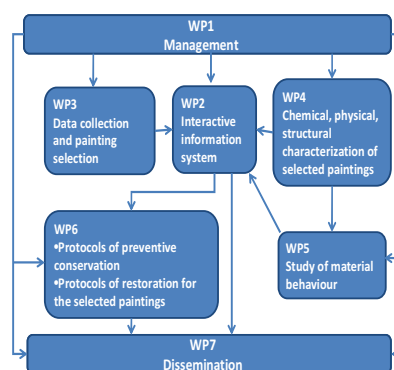 WP1
Management
WP3
Data collection
and painting
selection
WP2
Interactive
information
system
WP4
Chemical, physical,
structural
characterization of
selected paintings
WP6
•Protocols of preventive
conservation
•Protocols of restoration for
the selected paintings
WP5
Study of material
behaviour
WP7
Dissemination